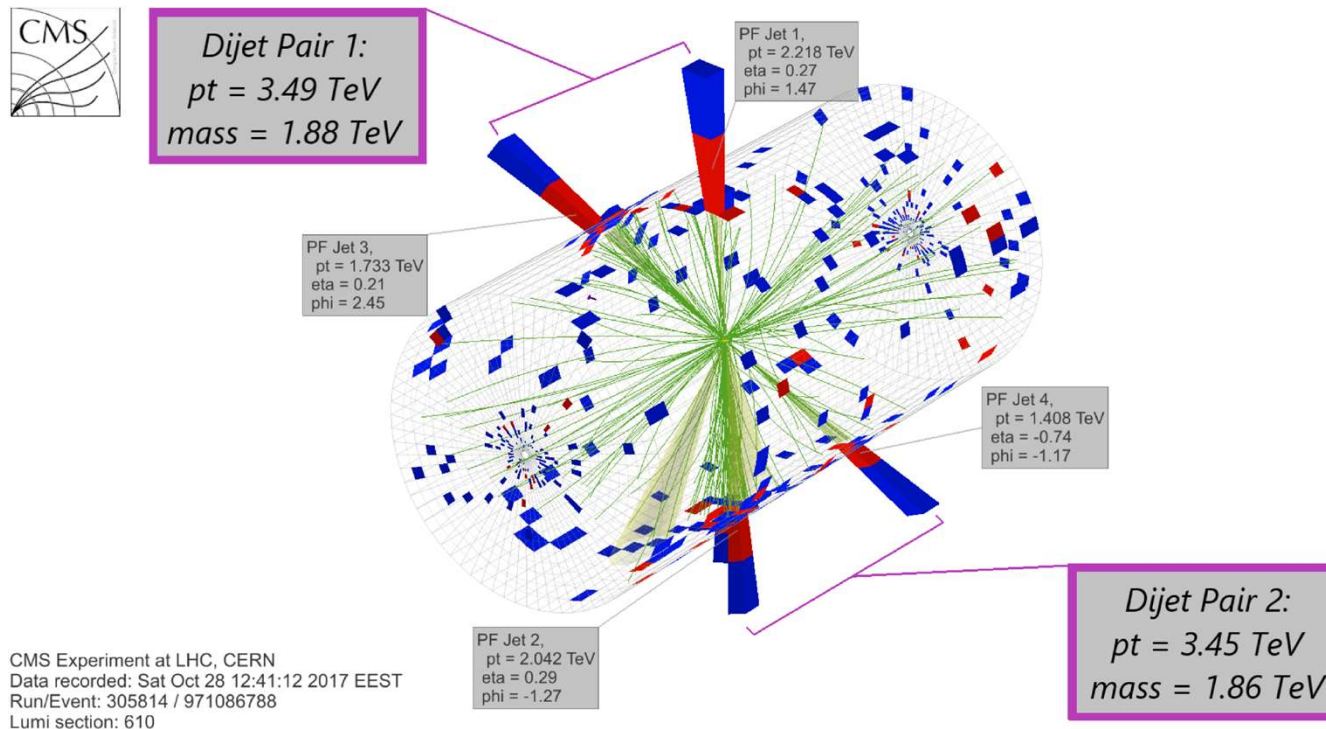 CMS
Dijet Pair 1:
pt = 3.49 TeV
mass = 1.88 TeV
PF Jet 1,
pt = 2.218 TeV
eta = 0.27
phi = 1.47
PF Jet 3,
pt = 1.733 TeV
eta = 0.21
phi = 2.45
PF Jet 4,
pt = 1.408 TeV
eta = -0.74
phi = -1.17
PF Jet 2,
pt = 2.042 TeV
eta = 0.29
phi = -1.27
Dijet Pair 2:
pt = 3.45 TeV
mass = 1.86 TeV
CMS Experiment at LHC, CERN
Data recorded: Sat Oct 28 12:41:12 2017 EEST
Run/Event: 305814 / 971086788
Lumi section: 610